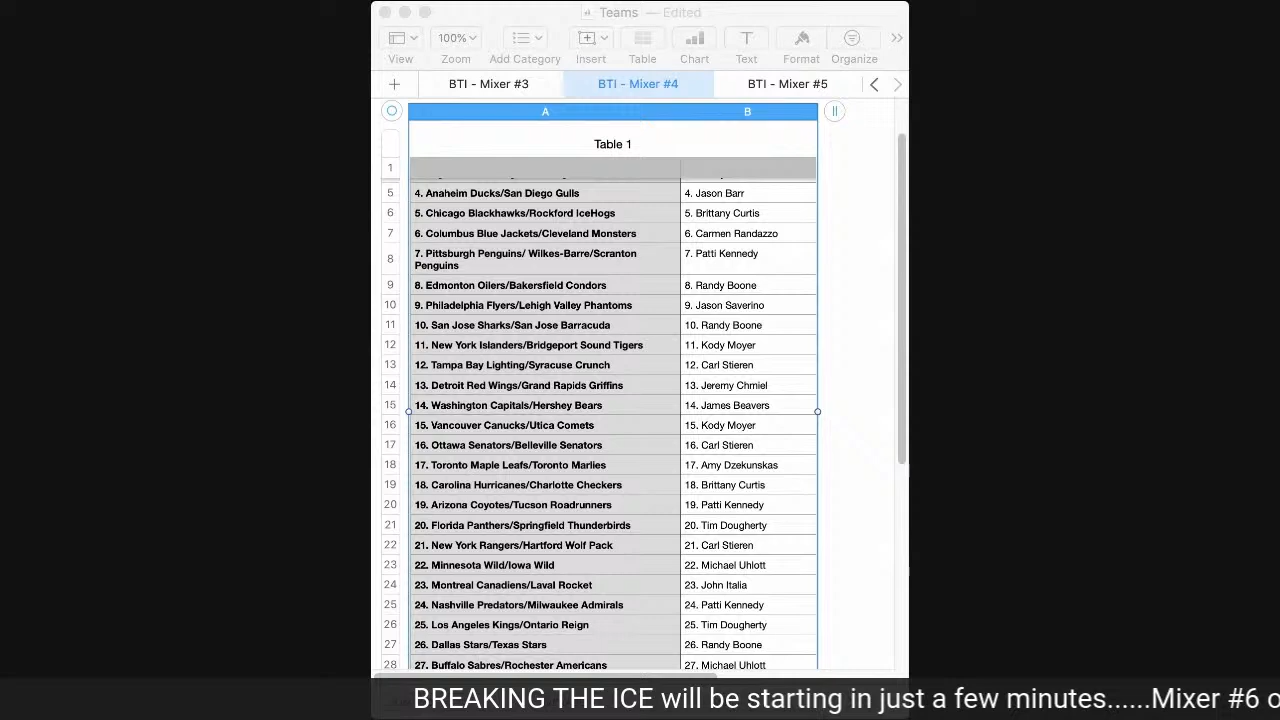 Teams — Edited
100%
View Zoom Add Category Insert Table Chart Text Format Organize
BTI - Mixer #3 BTI - Mixer #4 BTI - Mixer #5
A B
Table 1
1
5 4. Anaheim Ducks/San Diego Gulls 4. Jason Barr
6 5. Chicago Blackhawks/Rockford IceHogs 5. Brittany Curtis
7 6. Columbus Blue Jackets/Cleveland Monsters 6. Carmen Randazzo
8 7. Pittsburgh Penguins/ Wilkes-Barre/Scranton 7. Patti Kennedy
Penguins
9 8. Edmonton Oilers/Bakersfield Condors 8. Randy Boone
10 9. Philadelphia Flyers/Lehigh Valley Phantoms 9. Jason Saverino
11 10. San Jose Sharks/San Jose Barracuda 10. Randy Boone
12 11. New York Islanders/Bridgeport Sound Tigers 11. Kody Moyer
13 12. Tampa Bay Lighting/Syracuse Crunch 12. Carl Stieren
14 13. Detroit Red Wings/Grand Rapids Griffins 13. Jeremy Chmiel
15 14. Washington Capitals/Hershey Bears 14. James Beavers
16 15. Vancouver Canucks/Utica Comets 15. Kody Moyer
17 16. Ottawa Senators/Belleville Senators 16. Carl Stieren
18 17. Toronto Maple Leafs/Toronto Marlies 17. Amy Dzekunskas
19 18. Carolina Hurricanes/Charlotte Checkers 18. Brittany Curtis
20 19. Arizona Coyotes/Tucson Roadrunners 19. Patti Kennedy
21 20. Florida Panthers/Springfield Thunderbirds 20. Tim Dougherty
22 21. New York Rangers/Hartford Wolf Pack 21. Carl Stieren
23 22. Minnesota Wild/Iowa Wild 22. Michael Uhlott
24 23. Montreal Canadiens/Laval Rocket 23. John Italia
25 24. Nashville Predators/Milwaukee Admirals 24. Patti Kennedy
26 25. Los Angeles Kings/Ontario Reign 25. Tim Dougherty
27 26. Dallas Stars/Texas Stars 26. Randy Boone
28 27. Buffalo Sabres/Rochester Americans 27. Michael Uhlott
BREAKING THE ICE will be starting in just a few minutes......Mixer #6